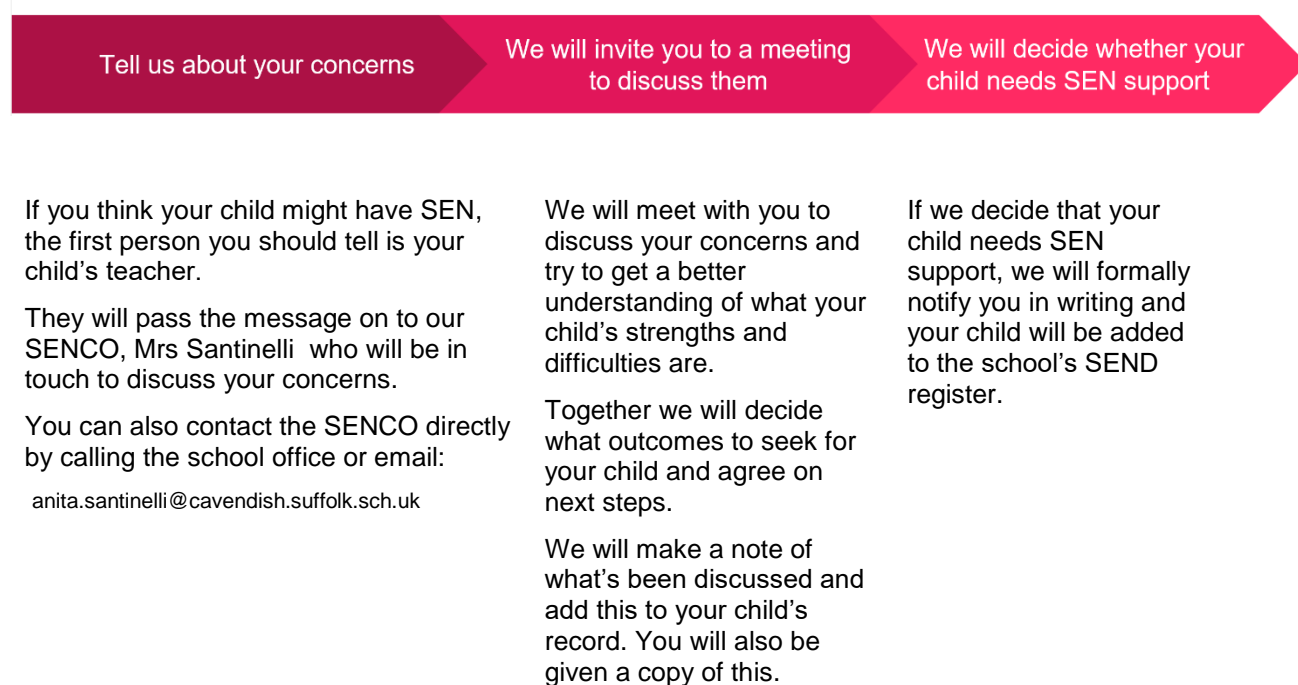 Tell us about your concerns
We will invite you to a meeting
to discuss them
We will decide whether your
child needs SEN support
If you think your child might have SEN,
the first person you should tell is your
child’s teacher.
They will pass the message on to our
SENCO, Mrs Santinelli  who will be in
touch to discuss your concerns.
You can also contact the SENCO directly
by calling the school office or email:
anita.santinelli@cavendish.suffolk.sch.uk
We will meet with you to
discuss your concerns and
try to get a better
understanding of what your
child’s strengths and
difficulties are.
Together we will decide
what outcomes to seek for
your child and agree on
next steps.
We will make a note of
what’s been discussed and
add this to your child’s
record. You will also be
given a copy of this.
If we decide that your
child needs SEN
support, we will formally
notify you in writing and
your child will be added
to the school’s SEND
register.